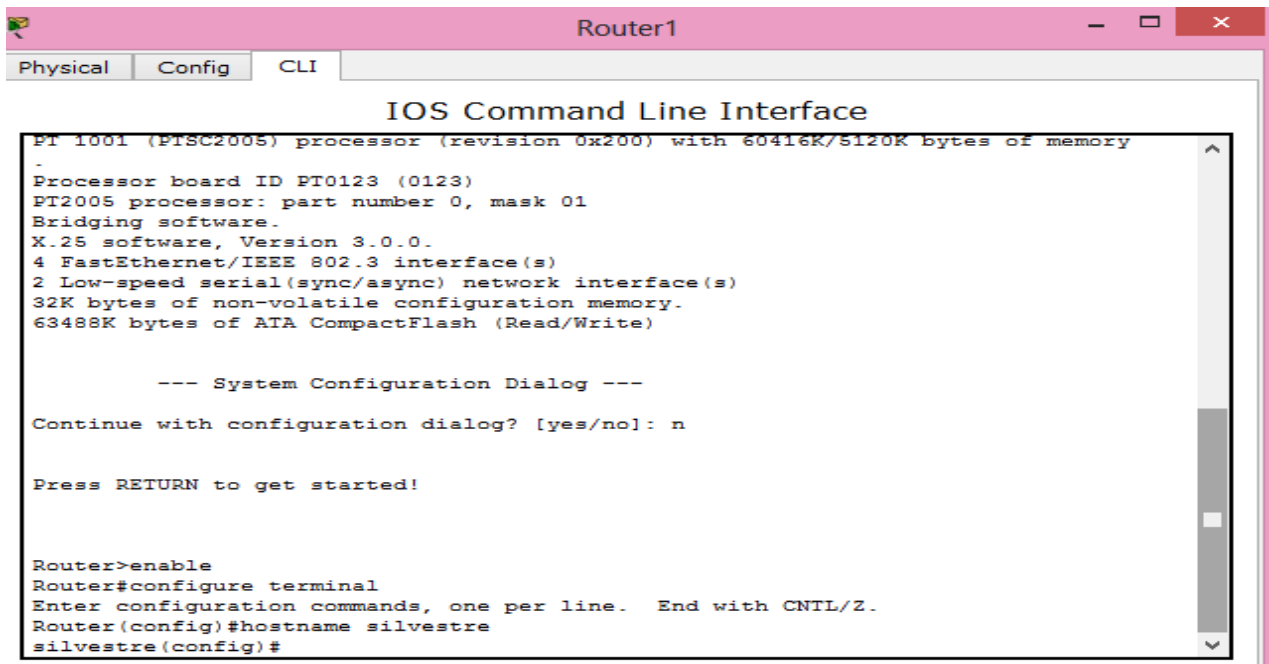 Router1
Physical Config CLI
IOS Command Line Interface
PT 1001 (PTSC2005) processor (revision 0x200) with 60416K/5120K bytes of memory
.
Processor board ID PT0123 (0123)
PT2005 processor: part number 0, mask 01
Bridging software.
X.25 software, Version 3.0.0.
4 FastEthernet/IEEE 802.3 interface(s)
2 Low-speed serial(sync/async) network interface(s)
32K bytes of non-volatile configuration memory.
63488K bytes of ATA CompactFlash (Read/Write)
--- System Configuration Dialog ---
Continue with configuration dialog? [yes/no]: n
Press RETURN to get started!
Router>enable
Router#configure terminal
Enter configuration commands, one per line.  End with CNTL/Z.
Router(config)#hostname silvestre
silvestre(config)#